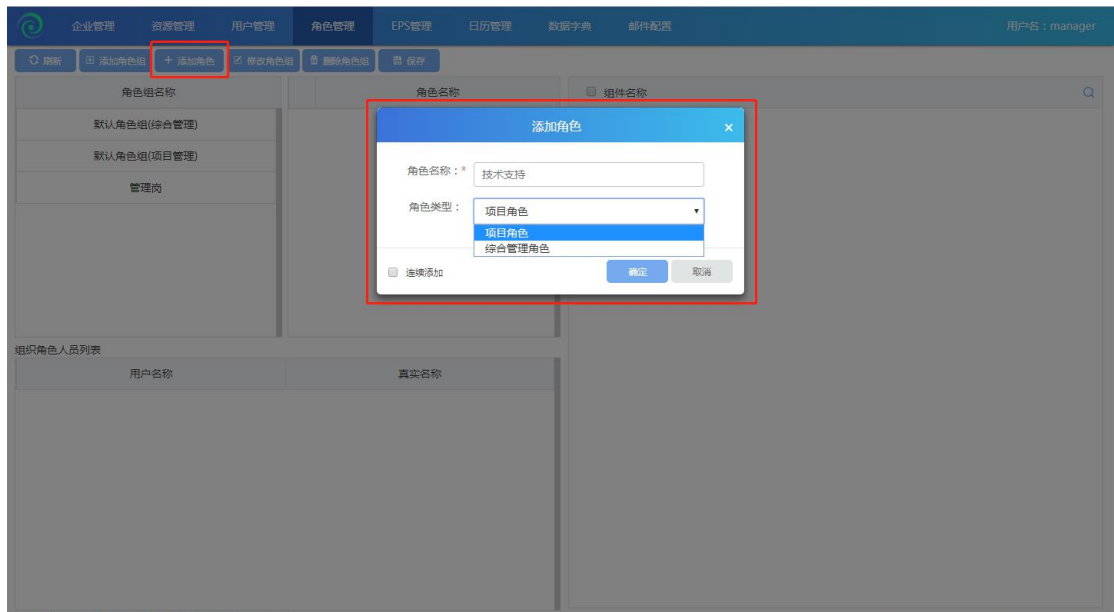 企业管理 资源管理 用户管理 角色管理 EPS管理 日历管理 数据字典 邮件配置 用户名：manager
刷新 添加角色组 添加角色 修改角色组 删除角色组 保存
角色组名称 角色名称 组件名称
默认角色组(综合管理)
默认角色组(项目管理)
管理岗
添加角色 ×
角色名称：* 技术支持
角色类型： 项目角色
项目角色
综合管理角色
连续添加 确定 取消
组织角色人员列表
用户名称 真实名称